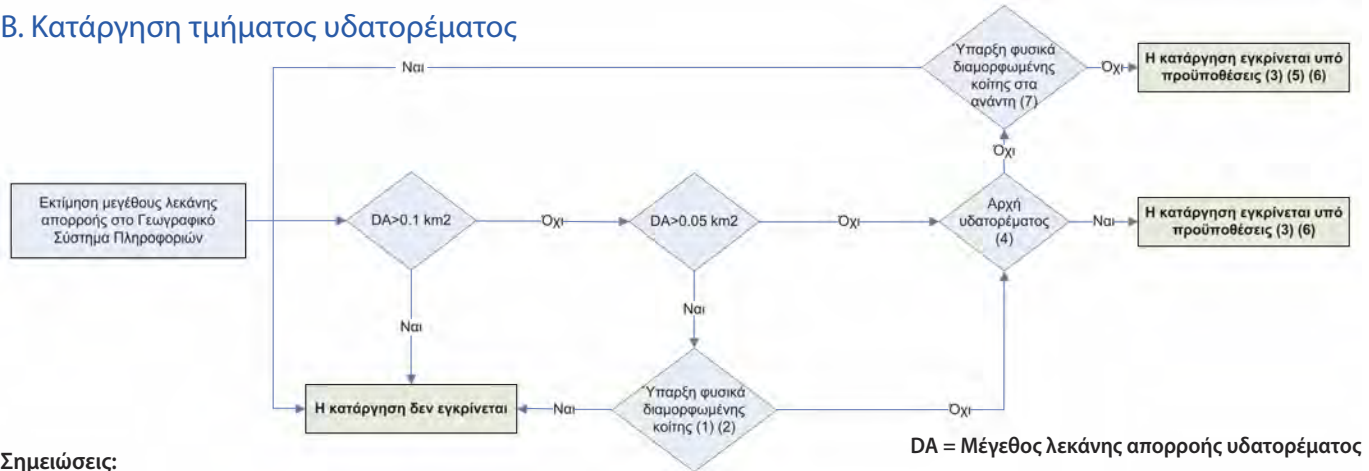 Β. Κατάργηση τμήματος υδατορέματος
Ναι
Ύπαρξη φυσικά
διαμορφωμένης
κοίτης στα
ανάντη (7)
Όχι
Η κατάργηση εγκρίνεται υπό
προϋποθέσεις (3) (5) (6)
Όχι
Εκτίμηση μεγέθους λεκάνης
απορροής στο Γεωγραφικό
Σύστημα Πληροφοριών
DA>0.1 km2
Όχι
DA>0.05 km2
Όχι
Αρχή
υδατορέματος
(4)
Ναι
Η κατάργηση εγκρίνεται υπό
προϋποθέσεις (3) (6)
Ναι
Ναι
Η κατάργηση δεν εγκρίνεται
Ναι
Ύπαρξη φυσικά
διαμορφωμένης
κοίτης (1) (2)
Όχι
DA = Μέγεθος λεκάνης απορροής υδατορέματος
Σημειώσεις: